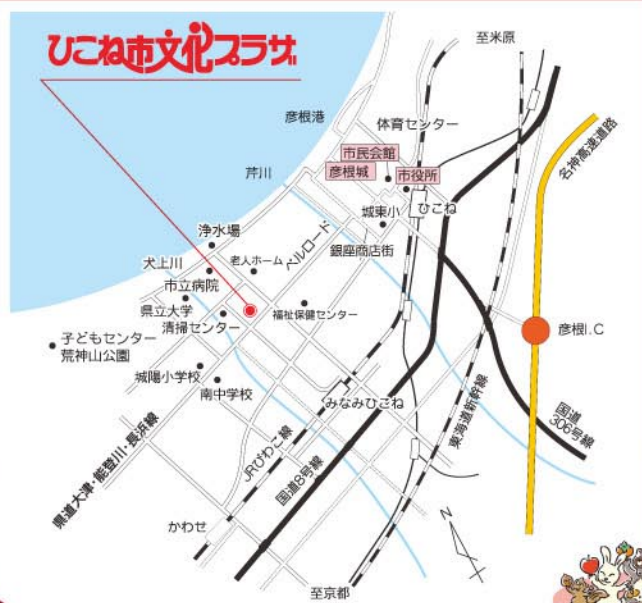 ひこね市文化プラザ
至米原
彦根港
体育センター
名神高速道路
市民会館
彦根城
市役所
芹川
ひこね
城東小
浄水場
ベルロード
銀座商店街
老人ホーム
犬上川
市立病院
県立大学
福祉保健センター
清掃センター
彦根I.C
子どもセンター
荒神山公園
城陽小学校
南中学校
みなみひこね
東海道新幹線
国道
306号線
県道大津・能登川・長浜線
JRびわこ線
国道8号線
かわせ
N
至京都